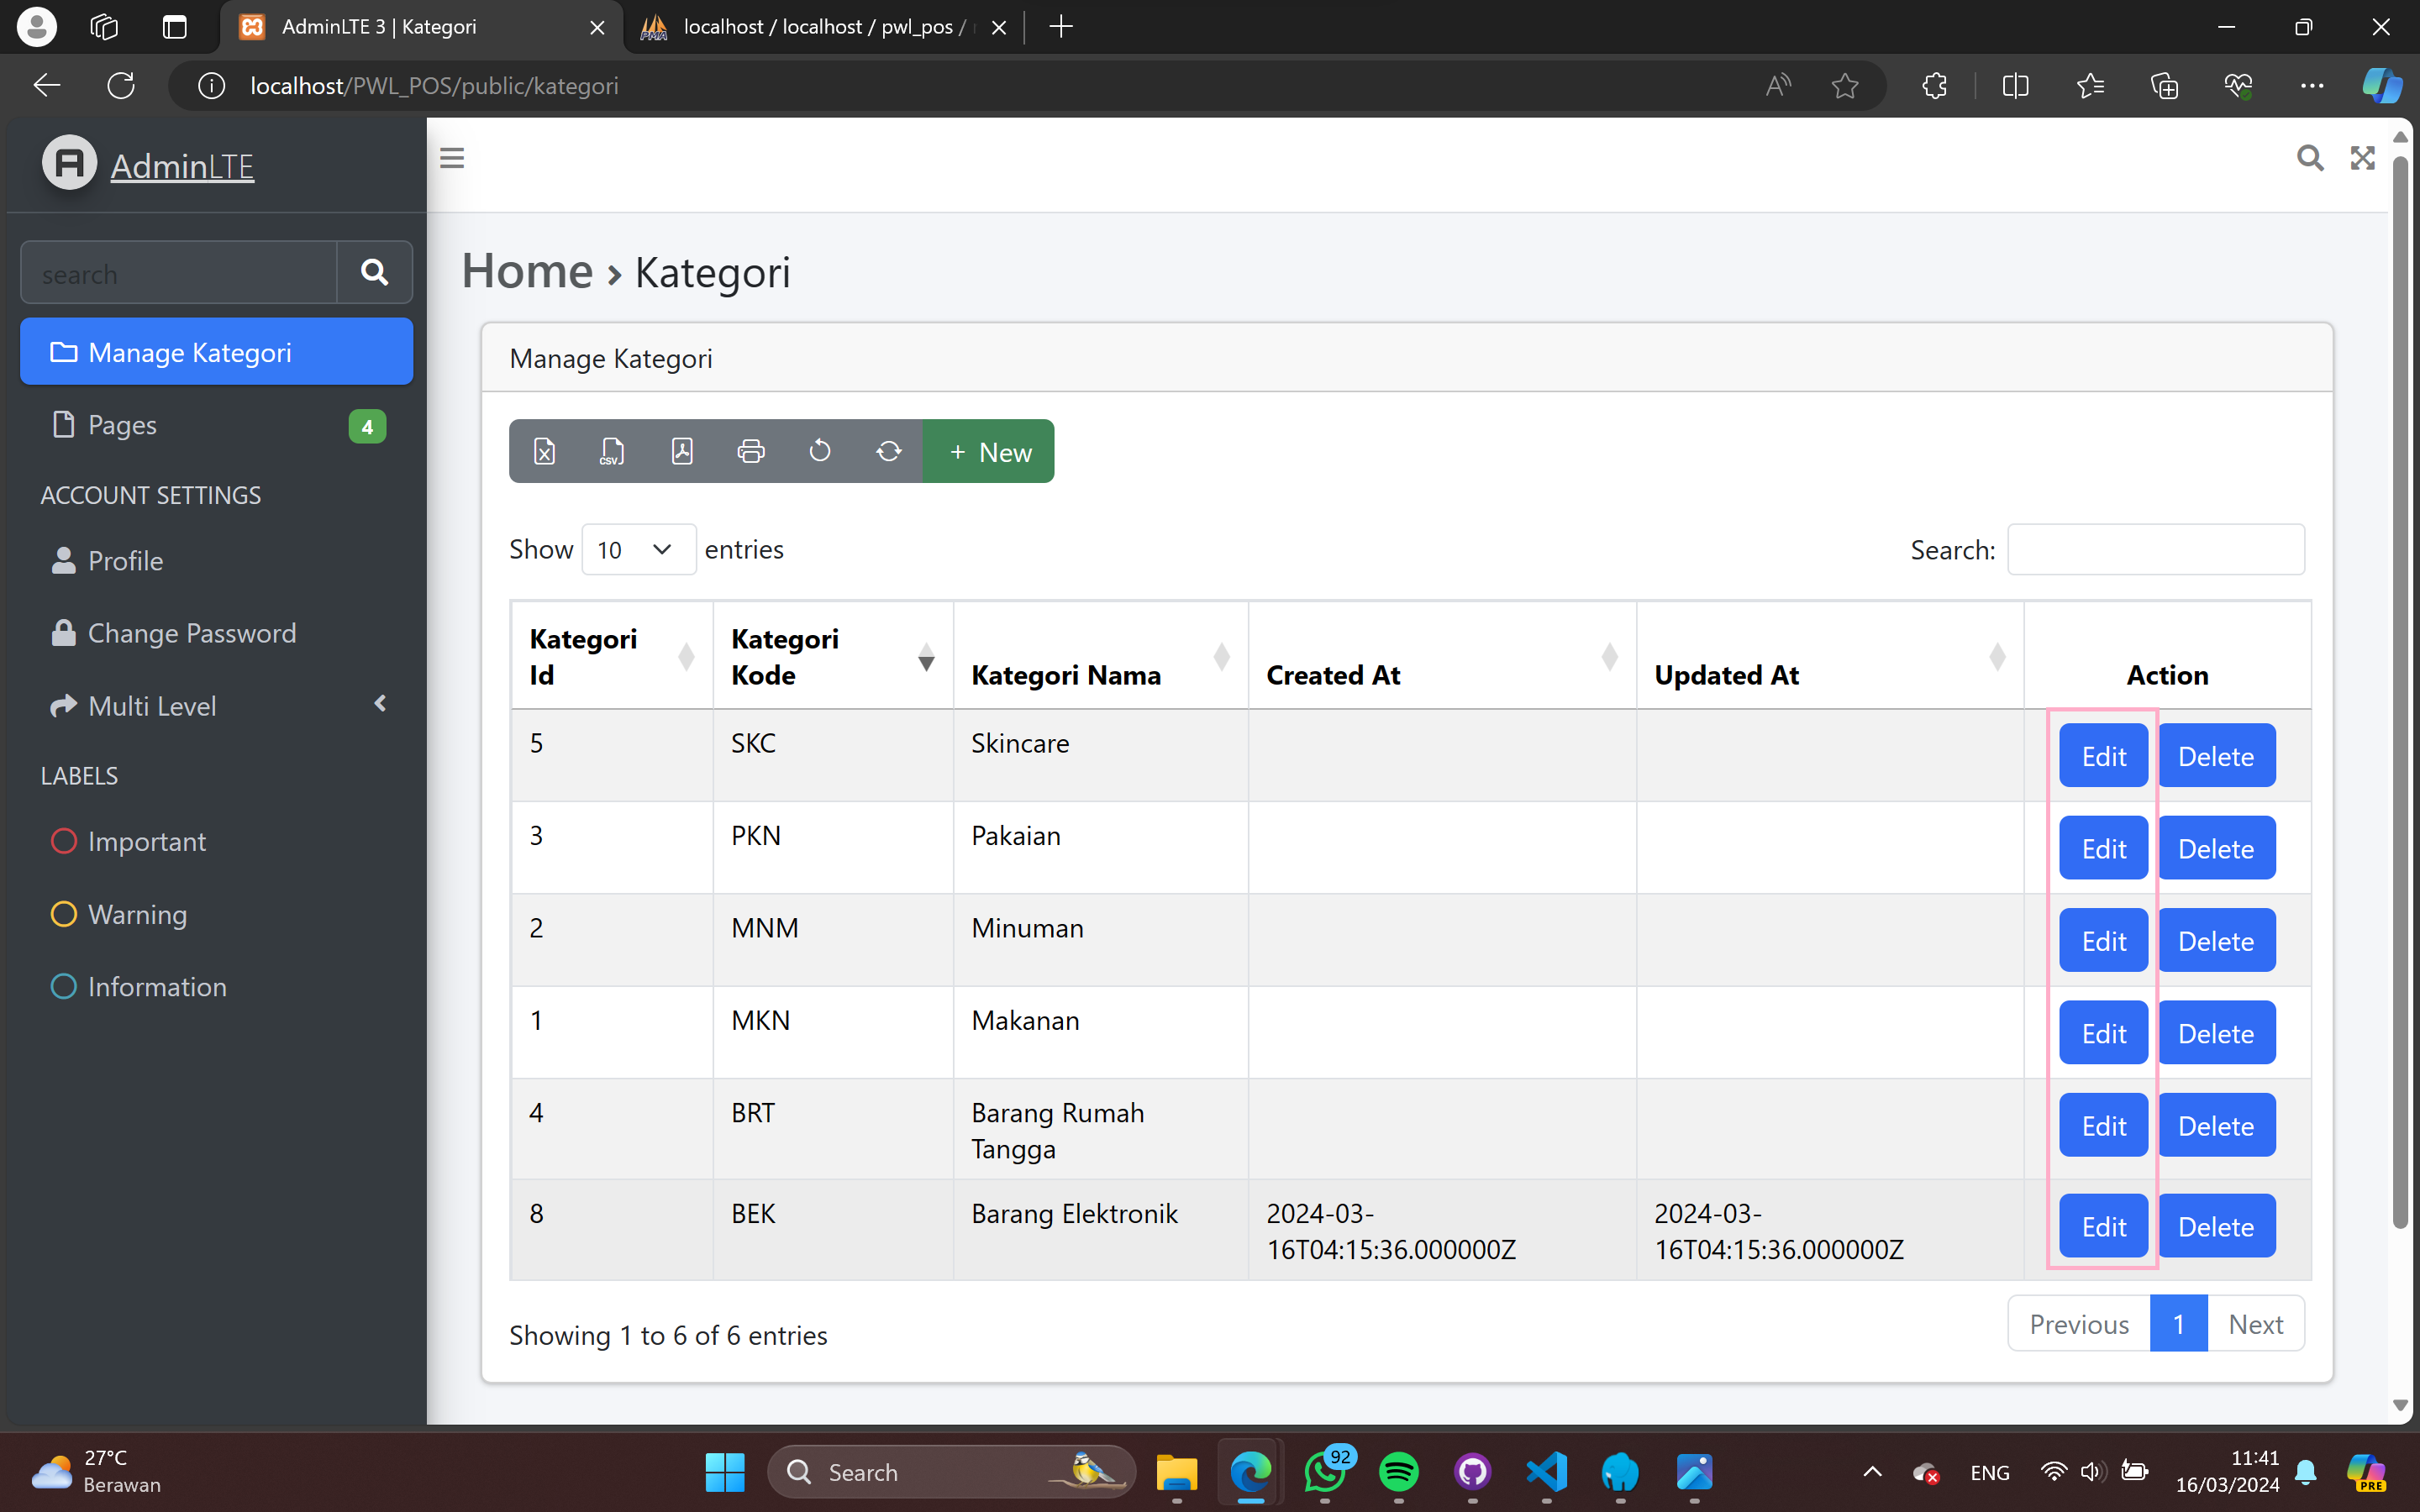 AdminLTE 3 | Kategori
localhost / localhost / pwl_pos /
localhost/PWL_POS/public/kategori
AdminLTE
search
Manage Kategori
Pages 4
ACCOUNT SETTINGS
Profile
Change Password
Multi Level
LABELS
Important
Warning
Information
Home › Kategori
Manage Kategori
+ New
Show 10 entries
Search:
Kategori Id Kategori Kode Kategori Nama Created At Updated At Action
5 SKC Skincare Edit Delete
3 PKN Pakaian Edit Delete
2 MNM Minuman Edit Delete
1 MKN Makanan Edit Delete
4 BRT Barang Rumah Tangga Edit Delete
8 BEK Barang Elektronik 2024-03-16T04:15:36.000000Z 2024-03-16T04:15:36.000000Z Edit Delete
Showing 1 to 6 of 6 entries
Previous 1 Next
27°C
Berawan
Search
92
ENG
11:41
16/03/2024
PRE